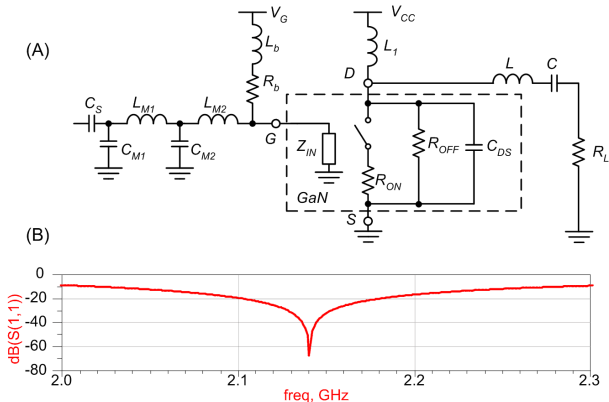 (A)
V_G
V_CC
L_b
L_1
L
C
D
R_b
C_S
L_M1
L_M2
G
C_M1
C_M2
Z_IN
R_OFF
C_DS
R_L
R_ON
GaN
S
(B)
dB(S(1,1))
0
-20
-40
-60
-80
2.0
2.1
2.2
2.3
freq, GHz